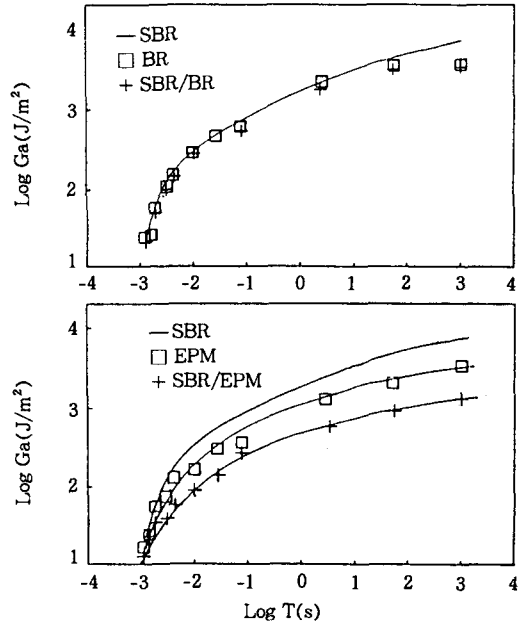 4
— SBR
□ BR
+ SBR/BR
Log Ga(J/m²)
3
2
1
-4 -3 -2 -1 0 1 2 3 4
4
— SBR
□ EPM
+ SBR/EPM
Log Ga(J/m²)
3
2
1
-4 -3 -2 -1 0 1 2 3 4
Log T(s)